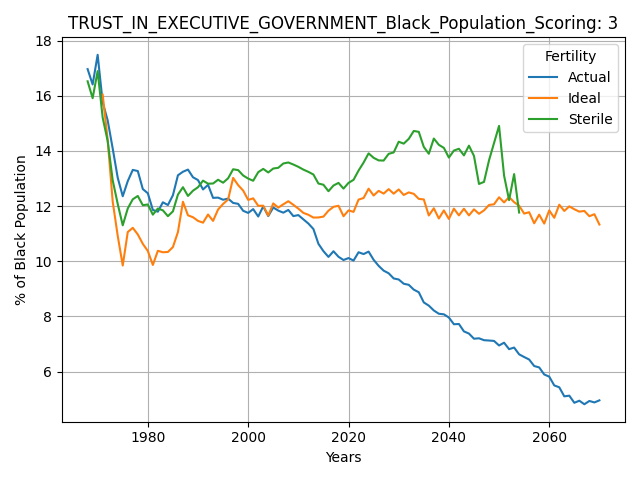 TRUST_IN_EXECUTIVE_GOVERNMENT_Black_Population_Scoring: 3
Fertility
Actual
Ideal
Sterile
% of Black Population
18
16
14
12
10
8
6
1980
2000
2020
2040
2060
Years